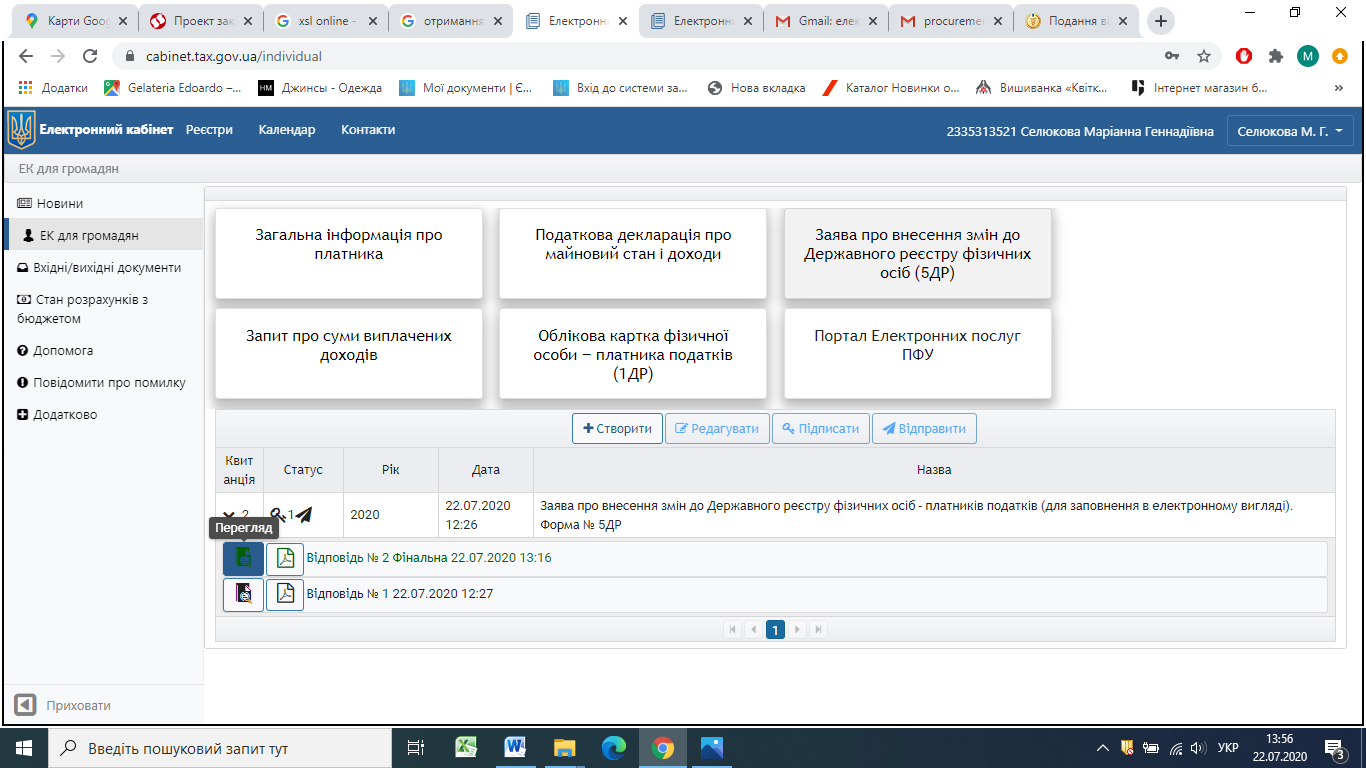 Карти Goog
Проект зак
xsl online -
отримання
Електронн
Електронн
Gmail: елек
procuremen
Подання ві
cabinet.tax.gov.ua/individual
M
Додатки
Gelateria Edoardo –...
HM
Джинсы - Одежда
Мої документи | Є...
Вхід до системи за...
Нова вкладка
Каталог Новинки о...
Вишиванка «Квітк...
Інтернет магазин б...
»
Електронний кабінет
Реєстри
Календар
Контакти
2335313521 Селюкова Маріанна Геннадіївна
Селюкова М. Г.
ЕК для громадян
Новини
ЕК для громадян
Вхідні/вихідні документи
Стан розрахунків з
бюджетом
Допомога
Повідомити про помилку
Додатково
Приховати
Загальна інформація про
платника
Податкова декларація про
майновий стан і доходи
Заява про внесення змін до
Державного реєстру фізичних
осіб (5ДР)
Запит про суми виплачених
доходів
Облікова картка фізичної
особи – платника податків
(1ДР)
Портал Електронних послуг
ПФУ
Створити
Редагувати
Підписати
Відправити
Квит
анція
Статус
Рік
Дата
Назва
2
1
2020
22.07.2020
12:26
Заява про внесення змін до Державного реєстру фізичних осіб - платників податків (для заповнення в електронному вигляді).
Форма № 5ДР
Перегляд
Відповідь № 2 Фінальна 22.07.2020 13:16
Відповідь № 1 22.07.2020 12:27
1
Введіть пошуковий запит тут
УКР
13:56
22.07.2020
3